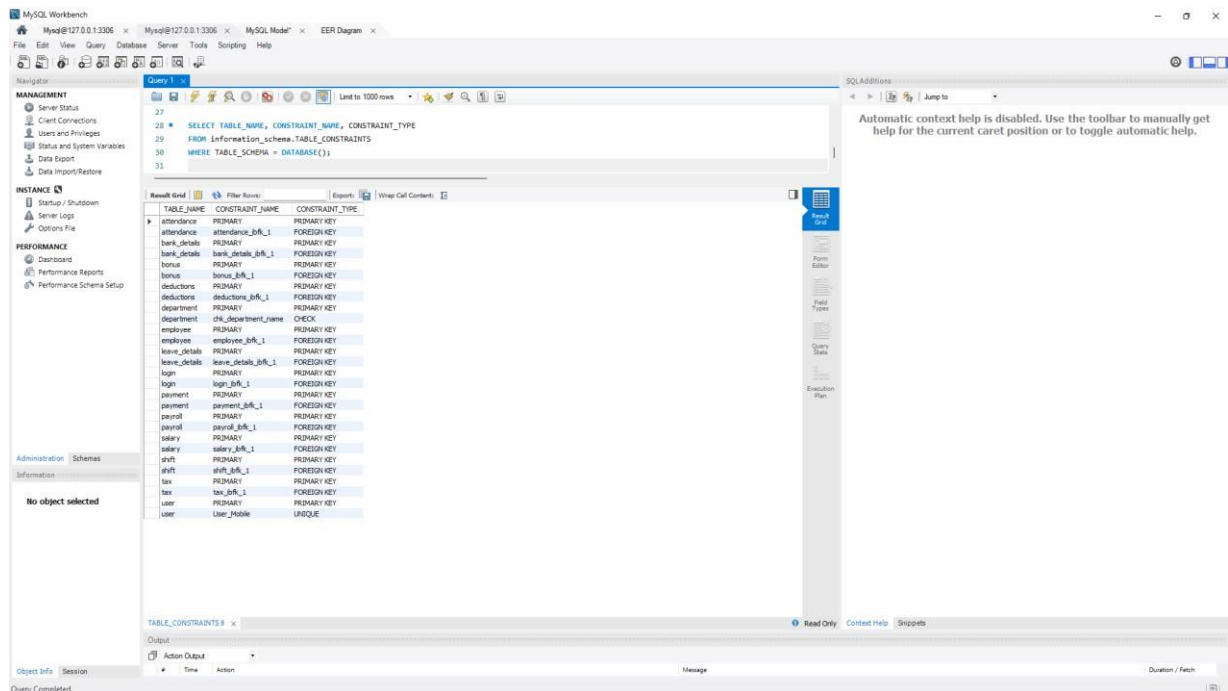 MySQL Workbench
Mysql@127.0.0.1:3306 × Mysql@127.0.0.1:3306 × MySQL Model* × EER Diagram ×
File Edit View Query Database Server Tools Scripting Help
Navigator
MANAGEMENT
Server Status
Client Connections
Users and Privileges
Status and System Variables
Data Export
Data Import/Restore
INSTANCE
Startup / Shutdown
Server Logs
Options File
PERFORMANCE
Dashboard
Performance Reports
Performance Schema Setup
Administration Schemas
Information
No object selected
Object Info Session
Query 1 ×
Limit to 1000 rows
27
28 SELECT TABLE_NAME, CONSTRAINT_NAME, CONSTRAINT_TYPE
29 FROM information_schema.TABLE_CONSTRAINTS
30 WHERE TABLE_SCHEMA = DATABASE();
31
Result Grid Filter Rows: Export: Wrap Cell Content:
TABLE_NAME CONSTRAINT_NAME CONSTRAINT_TYPE
attendance PRIMARY PRIMARY KEY
attendance attendance_ibfk_1 FOREIGN KEY
bank_details PRIMARY PRIMARY KEY
bank_details bank_details_ibfk_1 FOREIGN KEY
bonus PRIMARY PRIMARY KEY
bonus bonus_ibfk_1 FOREIGN KEY
deductions PRIMARY PRIMARY KEY
deductions deductions_ibfk_1 FOREIGN KEY
department PRIMARY PRIMARY KEY
department chk_department_name CHECK
employee PRIMARY PRIMARY KEY
employee employee_ibfk_1 FOREIGN KEY
leave_details PRIMARY PRIMARY KEY
leave_details leave_details_ibfk_1 FOREIGN KEY
login PRIMARY PRIMARY KEY
login login_ibfk_1 FOREIGN KEY
payment PRIMARY PRIMARY KEY
payment payment_ibfk_1 FOREIGN KEY
payroll PRIMARY PRIMARY KEY
payroll payroll_ibfk_1 FOREIGN KEY
salary PRIMARY PRIMARY KEY
salary salary_ibfk_1 FOREIGN KEY
shift PRIMARY PRIMARY KEY
shift shift_ibfk_1 FOREIGN KEY
tax PRIMARY PRIMARY KEY
tax tax_ibfk_1 FOREIGN KEY
user PRIMARY PRIMARY KEY
user User_Mobile UNIQUE
Result
Grid
Form
Editor
Field
Types
Query
Stats
Execution
Plan
TABLE_CONSTRAINTS 8 ×
Read Only
Output
Action Output
# Time Action Message Duration / Fetch
SQLAdditions
Jump to
Automatic context help is disabled. Use the toolbar to manually get
help for the current caret position or to toggle automatic help.
Context Help Snippets
Query Completed